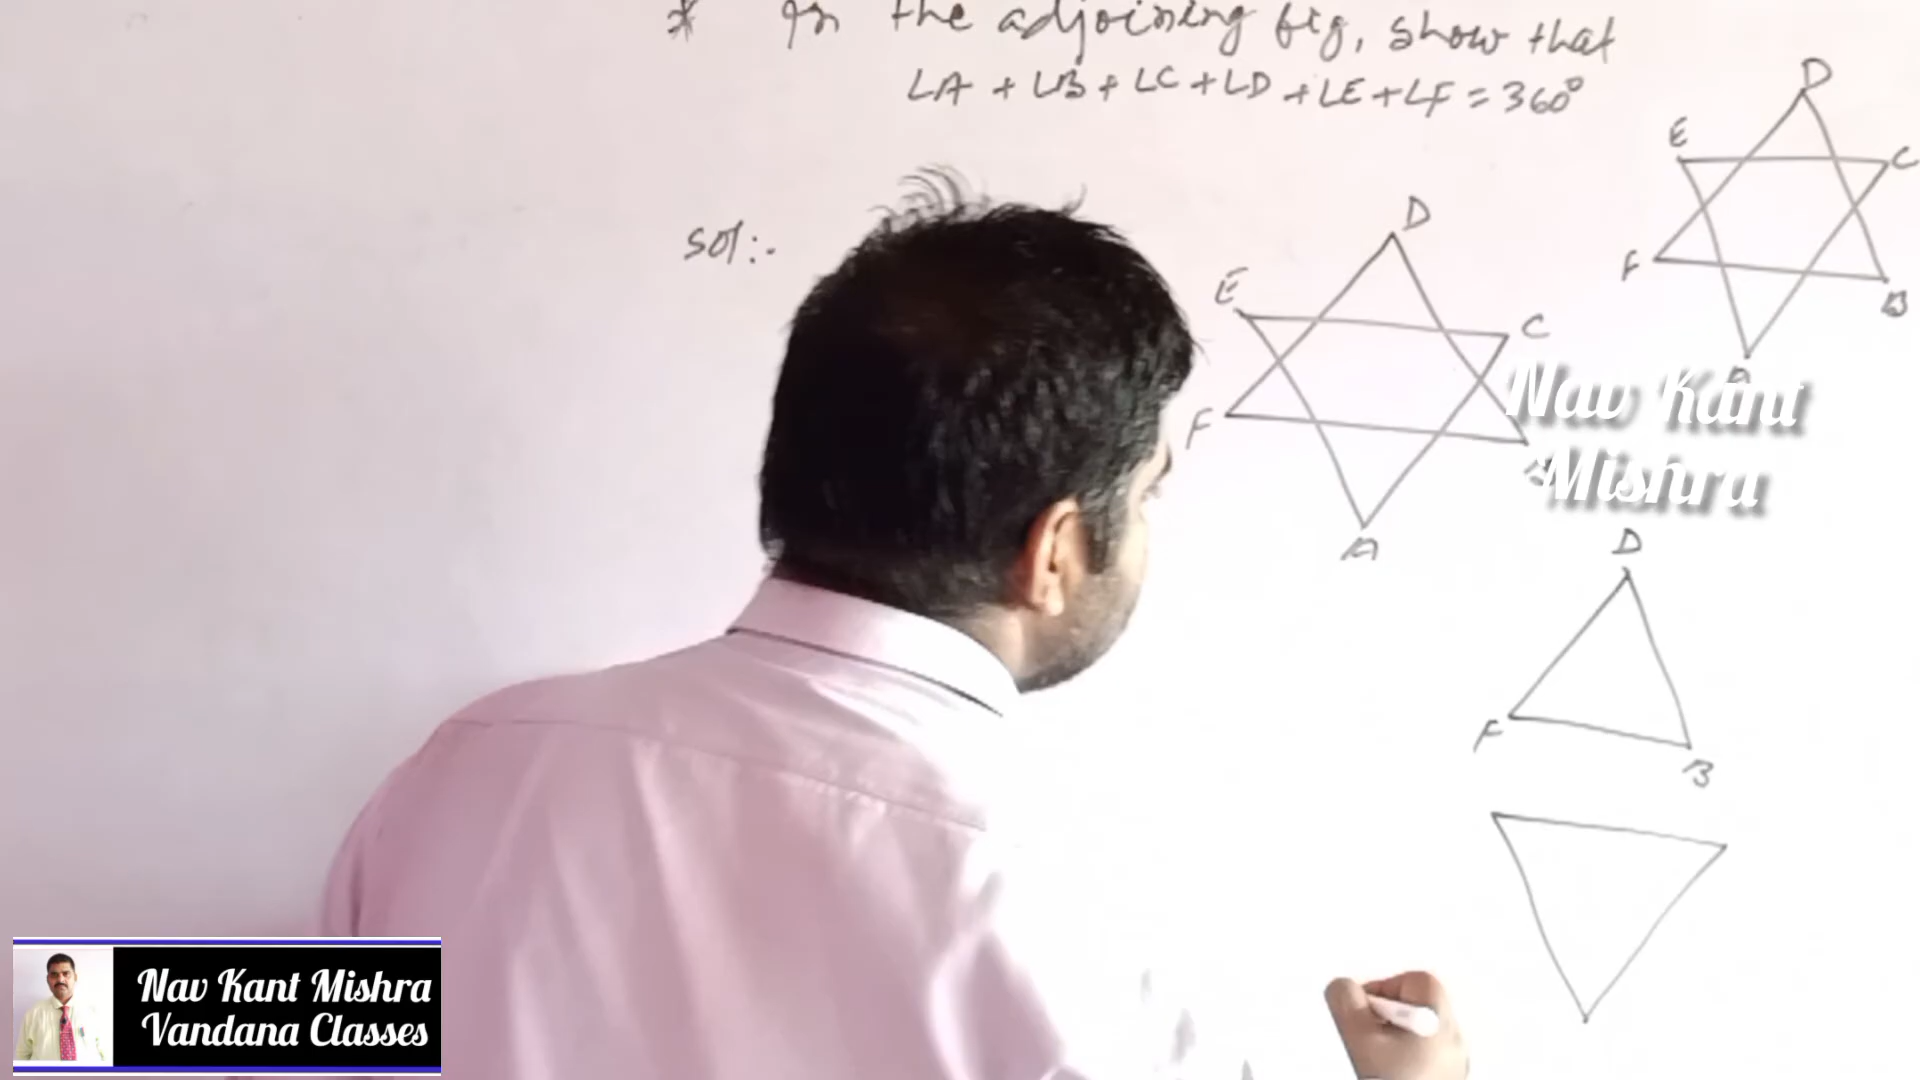 * In the adjoining fig, show that
∠A + ∠B + ∠C + ∠D + ∠E + ∠F = 360°
Sol:-
D
E
C
F
B
D
E
C
F
A
Nav Kant
Mishra
D
F
B
Nav Kant Mishra
Vandana Classes